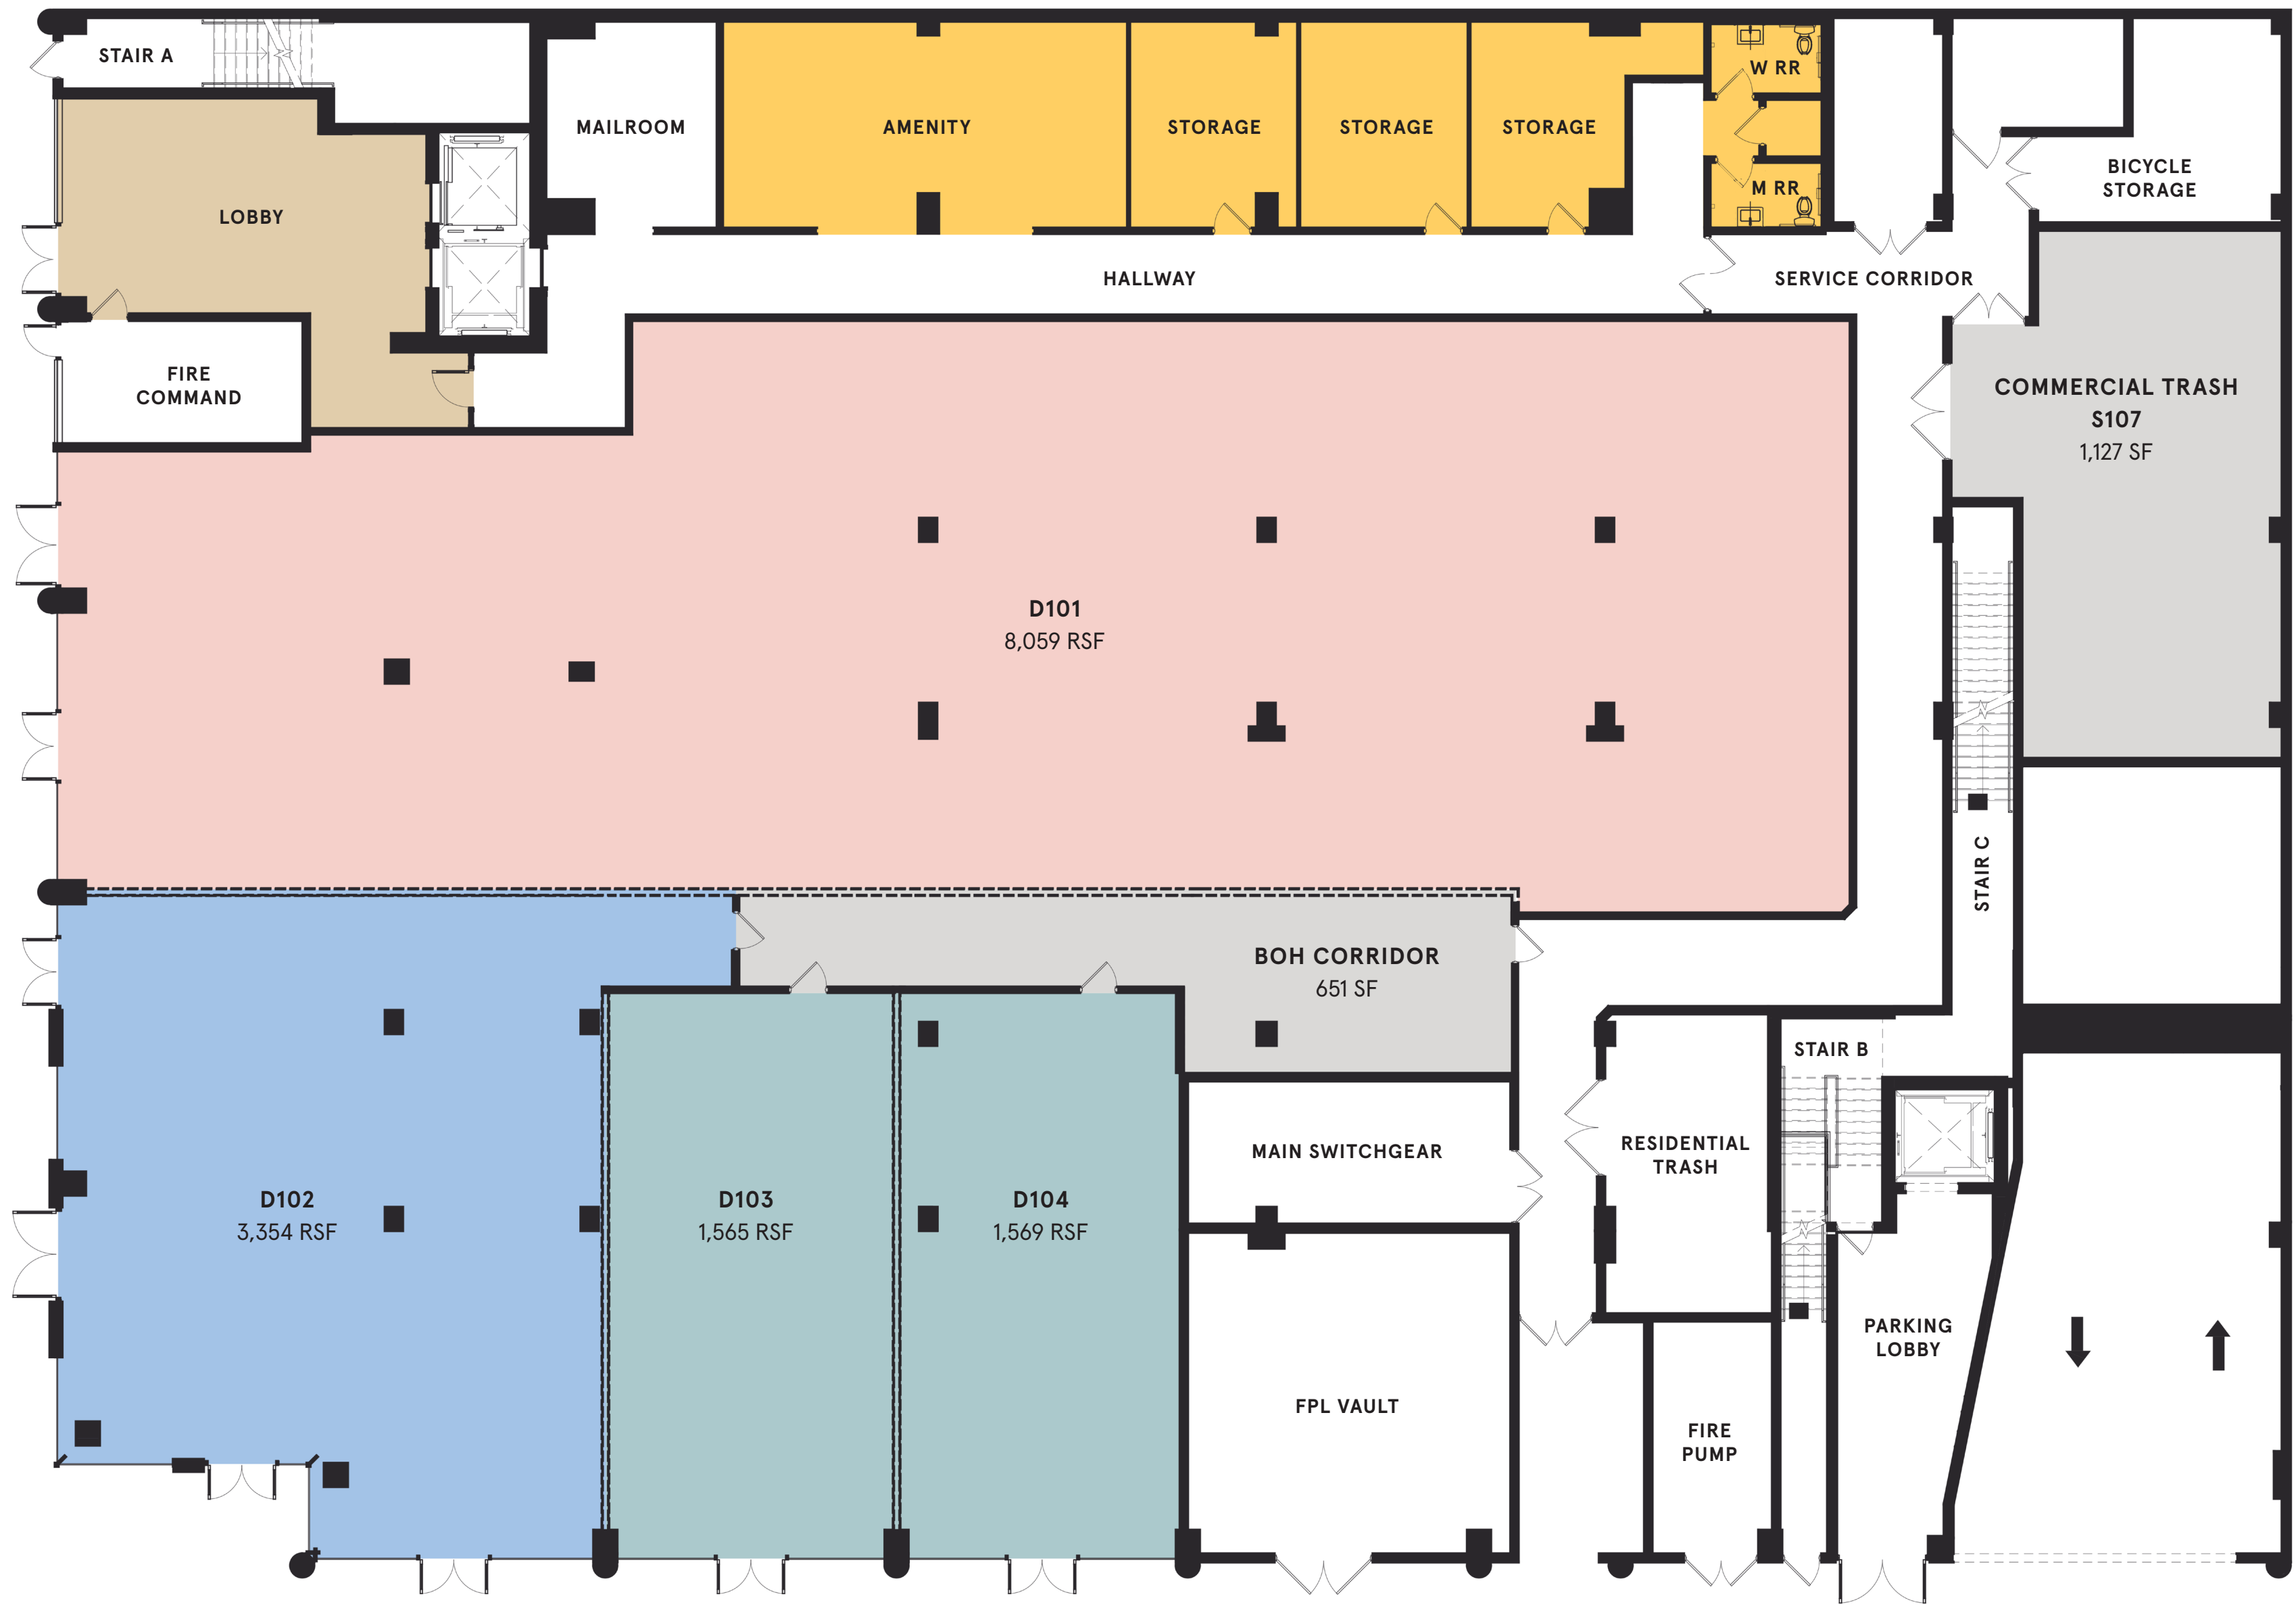 STAIR A
W RR
MAILROOM
AMENITY
STORAGE
STORAGE
STORAGE
M RR
BICYCLE
STORAGE
LOBBY
HALLWAY
SERVICE CORRIDOR
FIRE
COMMAND
COMMERCIAL TRASH
S107
1,127 SF
D101
8,059 RSF
STAIR C
BOH CORRIDOR
651 SF
STAIR B
MAIN SWITCHGEAR
RESIDENTIAL
TRASH
D102
3,354 RSF
D103
1,565 RSF
D104
1,569 RSF
PARKING
LOBBY
FPL VAULT
FIRE
PUMP